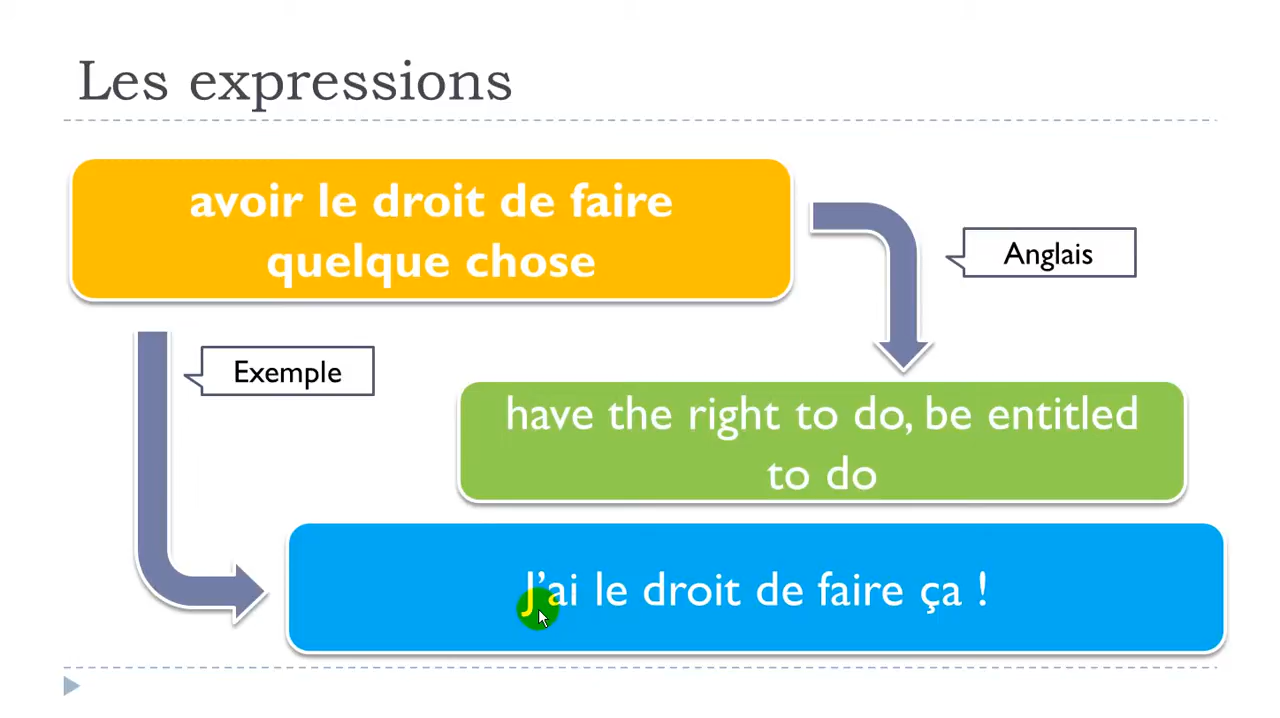 Les expressions
avoir le droit de faire
quelque chose
Anglais
Exemple
have the right to do, be entitled
to do
J’ai le droit de faire ça !